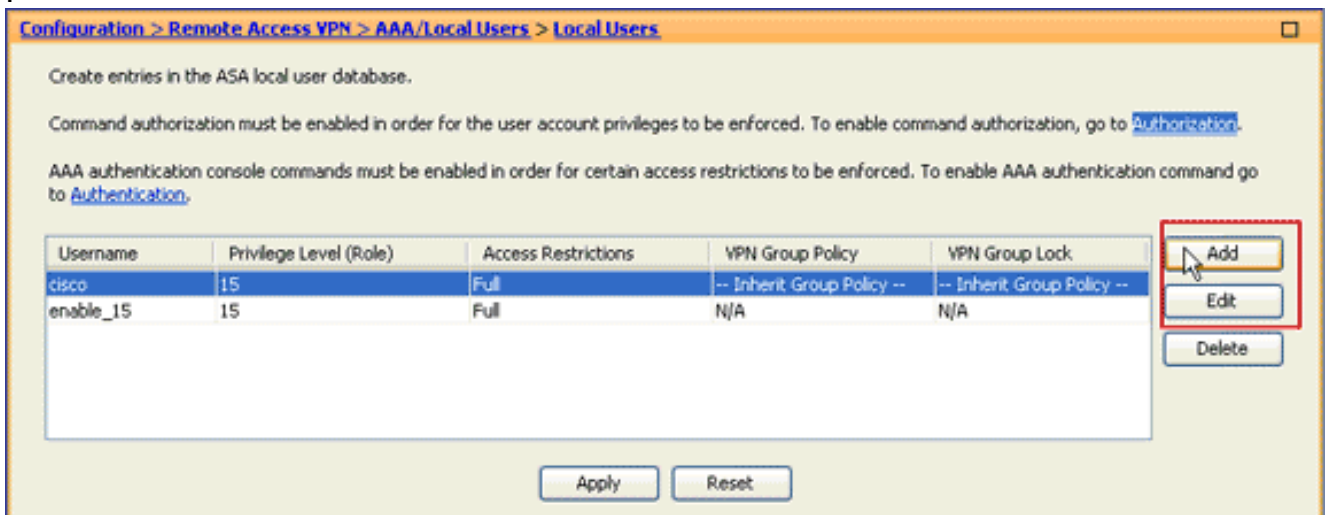 Configuration > Remote Access VPN > AAA/Local Users > Local Users
Create entries in the ASA local user database.
Command authorization must be enabled in order for the user account privileges to be enforced. To enable command authorization, go to Authorization.
AAA authentication console commands must be enabled in order for certain access restrictions to be enforced. To enable AAA authentication command go
to Authentication.
Username Privilege Level (Role) Access Restrictions VPN Group Policy VPN Group Lock
cisco 15 Full -- Inherit Group Policy -- -- Inherit Group Policy --
enable_15 15 Full N/A N/A
Add
Edit
Delete
Apply Reset